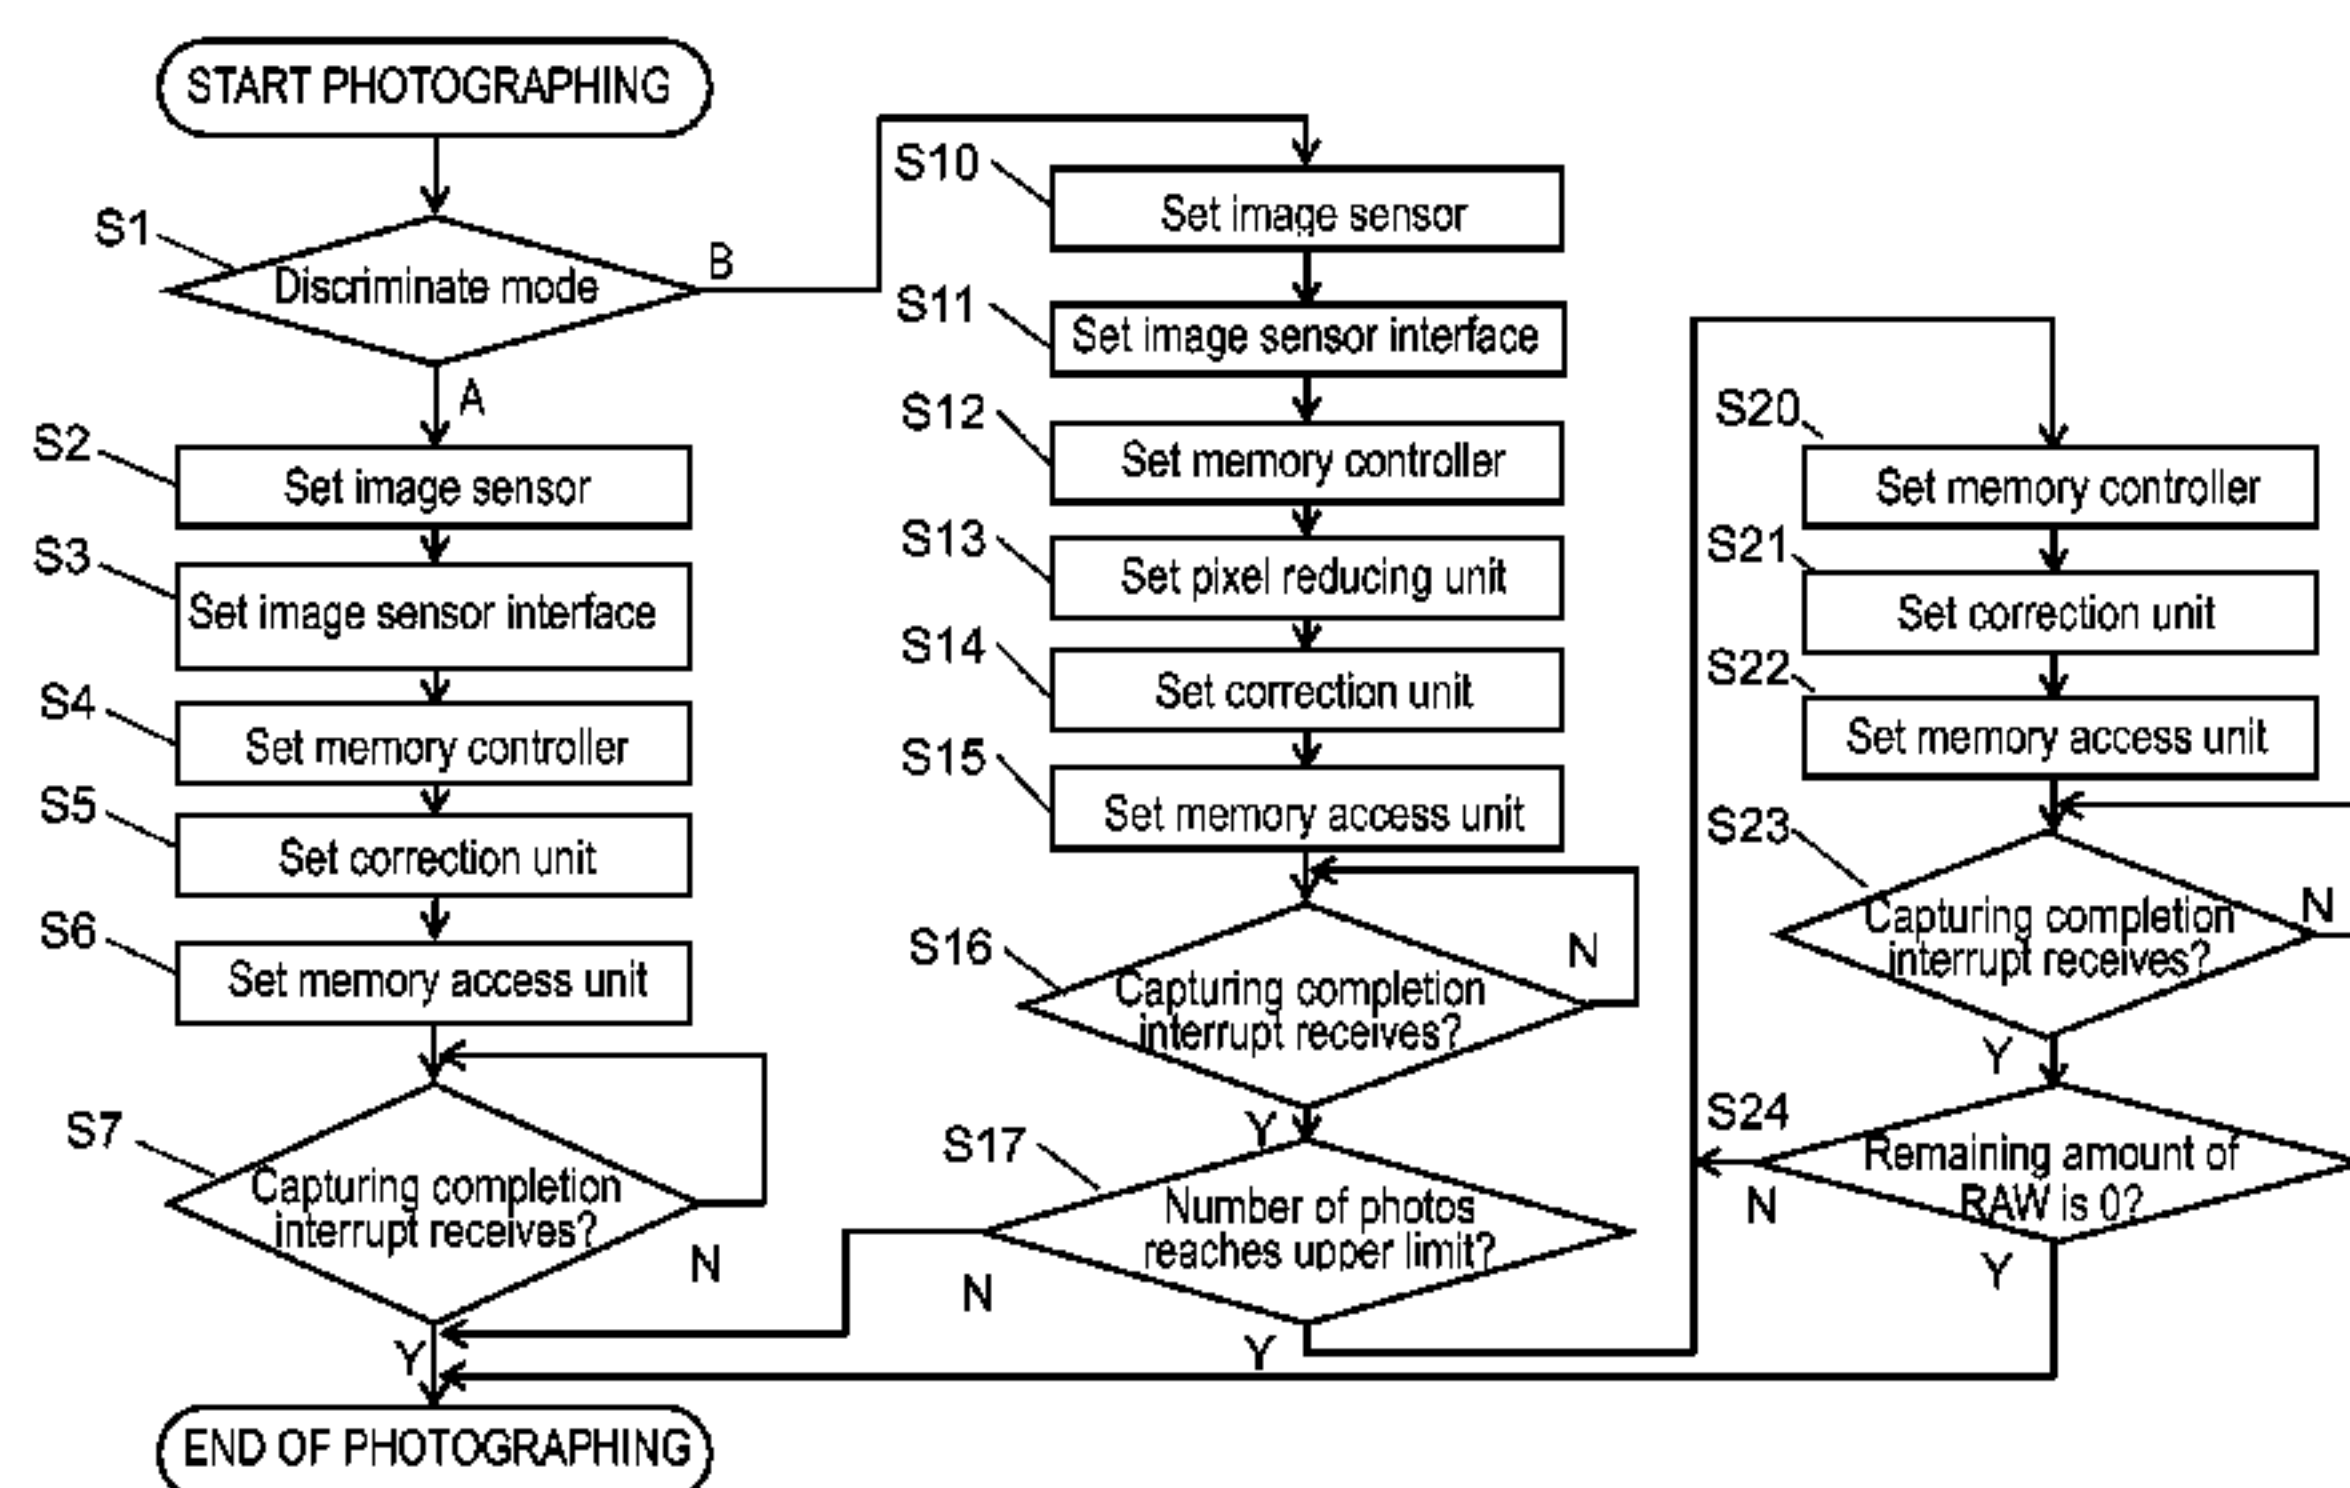 START PHOTOGRAPHING
S1
Discriminate mode
B
A
S2
Set image sensor
S3
Set image sensor interface
S4
Set memory controller
S5
Set correction unit
S6
Set memory access unit
S7
Capturing completion
interrupt receives?
N
Y
END OF PHOTOGRAPHING
S10
Set image sensor
S11
Set image sensor interface
S12
Set memory controller
S13
Set pixel reducing unit
S14
Set correction unit
S15
Set memory access unit
S16
Capturing completion
interrupt receives?
N
Y
S17
Number of photos
reaches upper limit?
N
Y
S20
Set memory controller
S21
Set correction unit
S22
Set memory access unit
S23
Capturing completion
interrupt receives?
N
Y
S24
Remaining amount of
RAW is 0?
N
Y